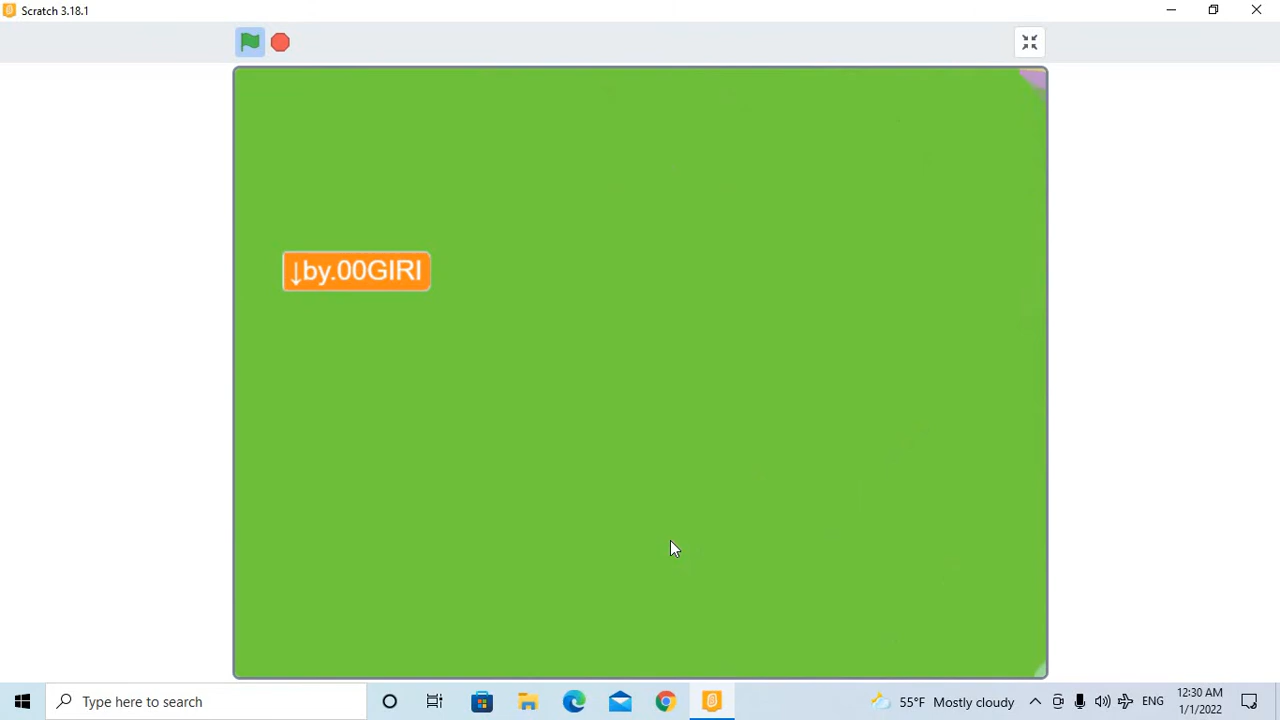 Scratch 3.18.1
↓by.00GIRI
Type here to search
55°F Mostly cloudy
ENG
12:30 AM
1/1/2022